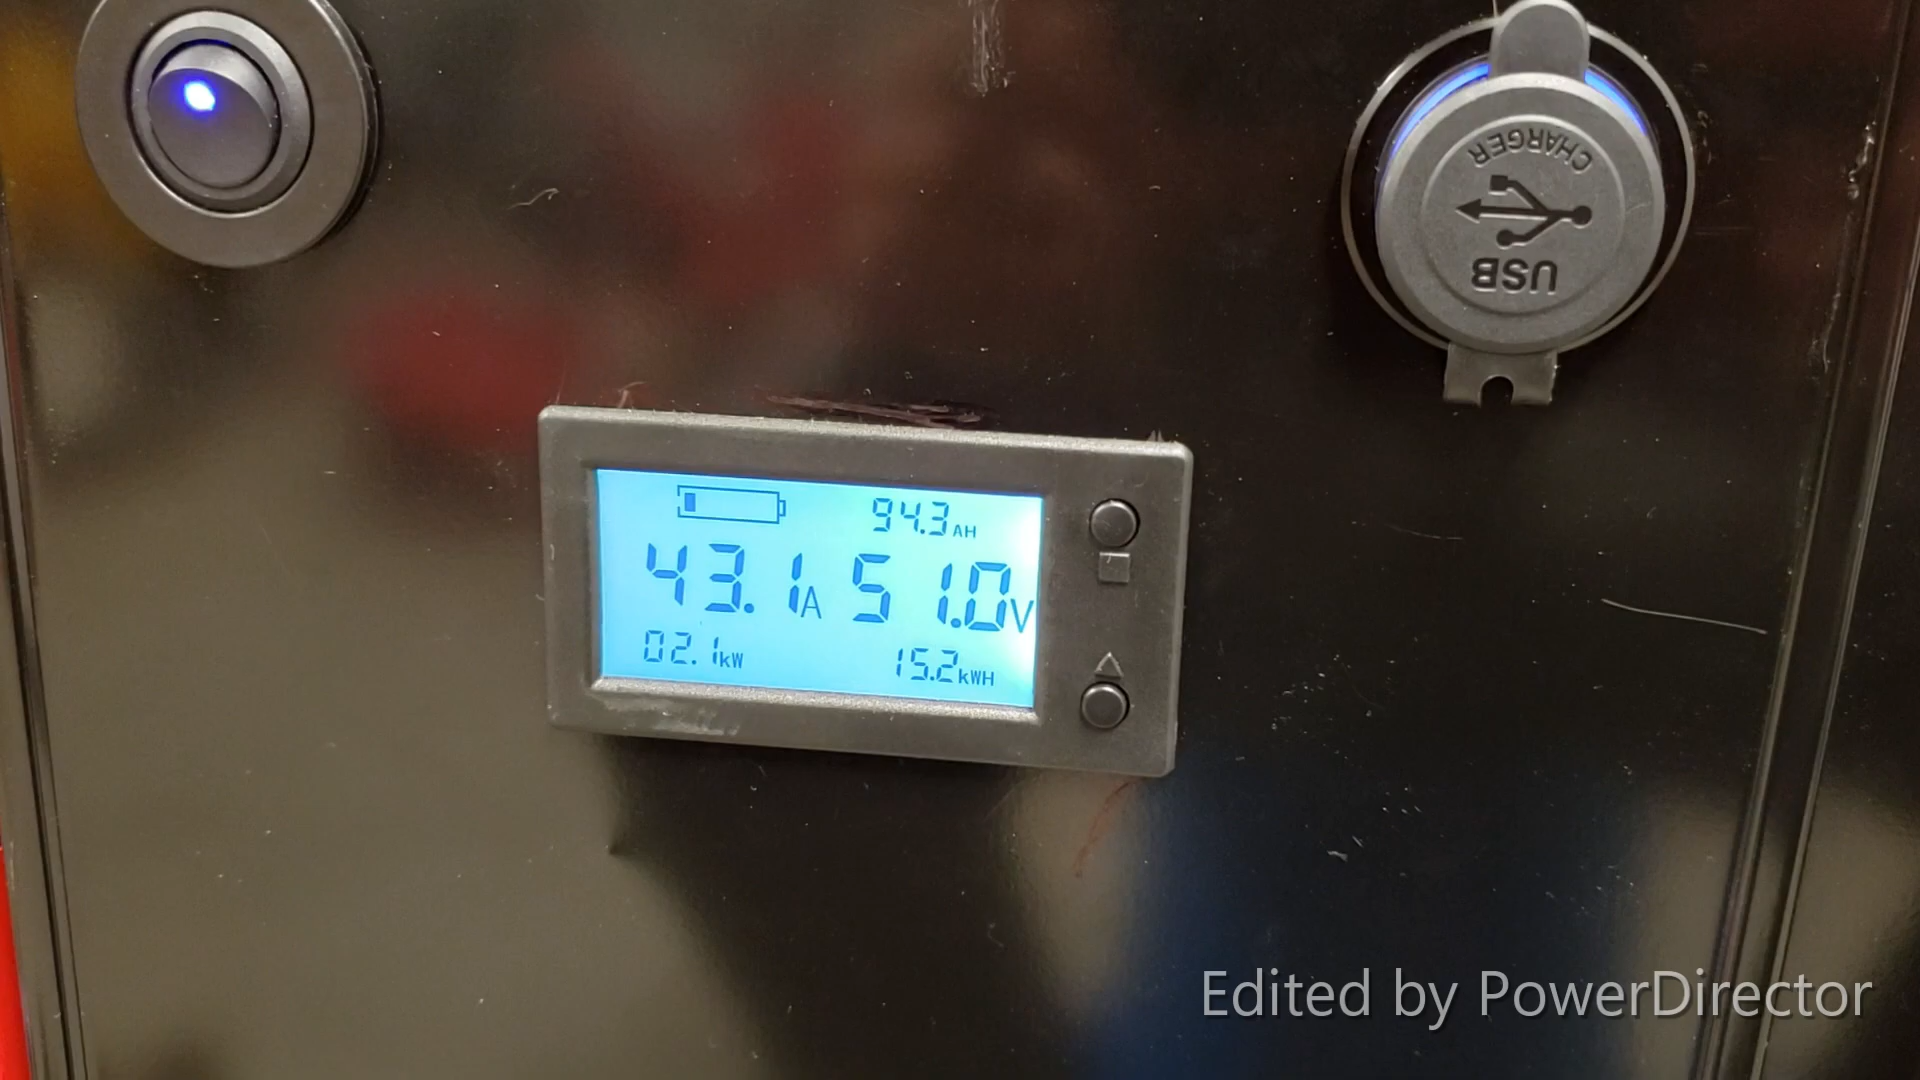 CHARGER
USB
94.3AH
43.1A 51.0V
02.1kW 15.2kWH
Edited by PowerDirector